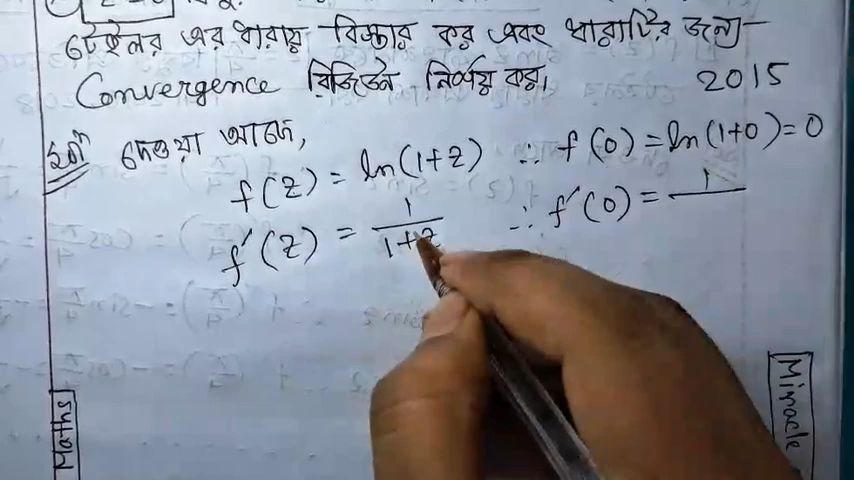 টেইলর এর ধারায় বিস্তার কর এবং ধারাটির জন্য-
Convergence রিজিওন নির্ণয় কর। 2015
দেওয়া আছে,
f(z) = ln(1+z) ∴ f(0) = ln(1+0) = 0
f′(z) = 1/(1+z) ∴ f′(0) = 1/
Maths
Miracle